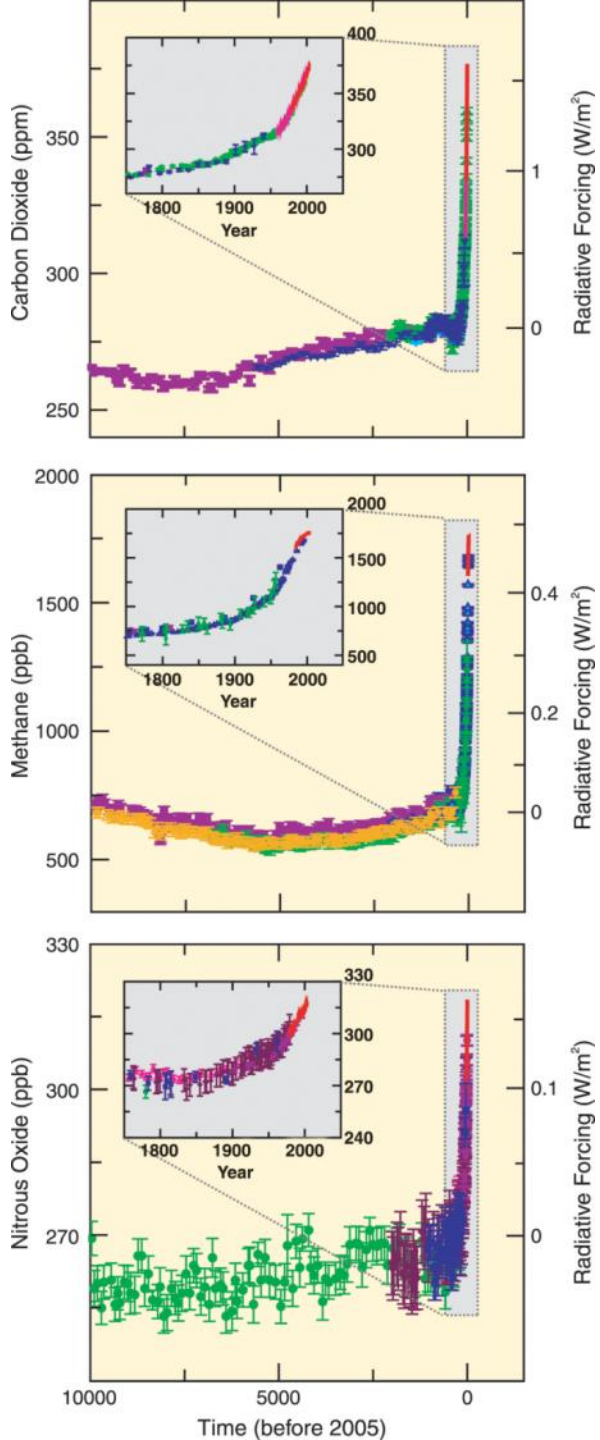 400
350
300
250
Carbon Dioxide (ppm)
350
300
1800 1900 2000
Year
1
0
Radiative Forcing (W/m²)
2000
1500
1000
500
Methane (ppb)
2000
1500
1000
500
1800 1900 2000
Year
0.4
0.2
0
Radiative Forcing (W/m²)
330
300
270
Nitrous Oxide (ppb)
330
300
270
240
1800 1900 2000
Year
0.1
0
Radiative Forcing (W/m²)
10000 5000 0
Time (before 2005)